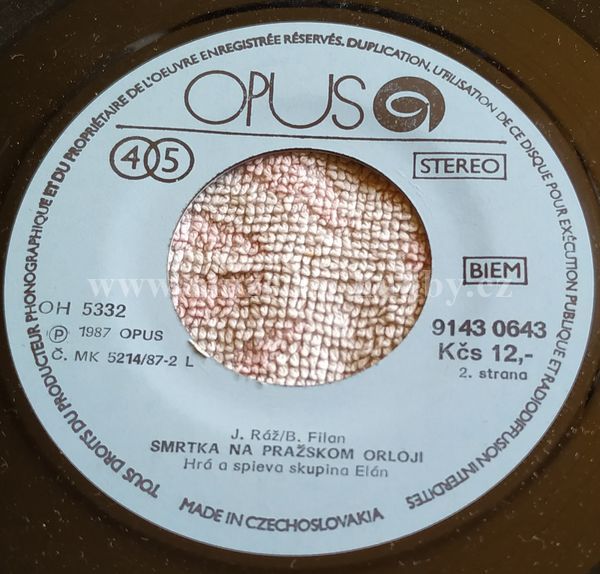 TOUS DROITS DU PRODUCTEUR PHONOGRAPHIQUE ET DU PROPRIÉTAIRE DE L'OEUVRE ENREGISTRÉE RÉSERVÉS. DUPLICATION, UTILISATION DE CE DISQUE POUR EXÉCUTION PUBLIQUE ET RADIODIFFUSION INTERDITES
OPUS
45
STEREO
BIEM
OH 5332
Ⓟ 1987 OPUS
Č. MK 5214/87-2 L
9143 0643
Kčs 12,-
2. strana
J. Ráž/B. Filan
SMRTKA NA PRAŽSKOM ORLOJI
Hrá a spieva skupina Elán
MADE IN CZECHOSLOVAKIA